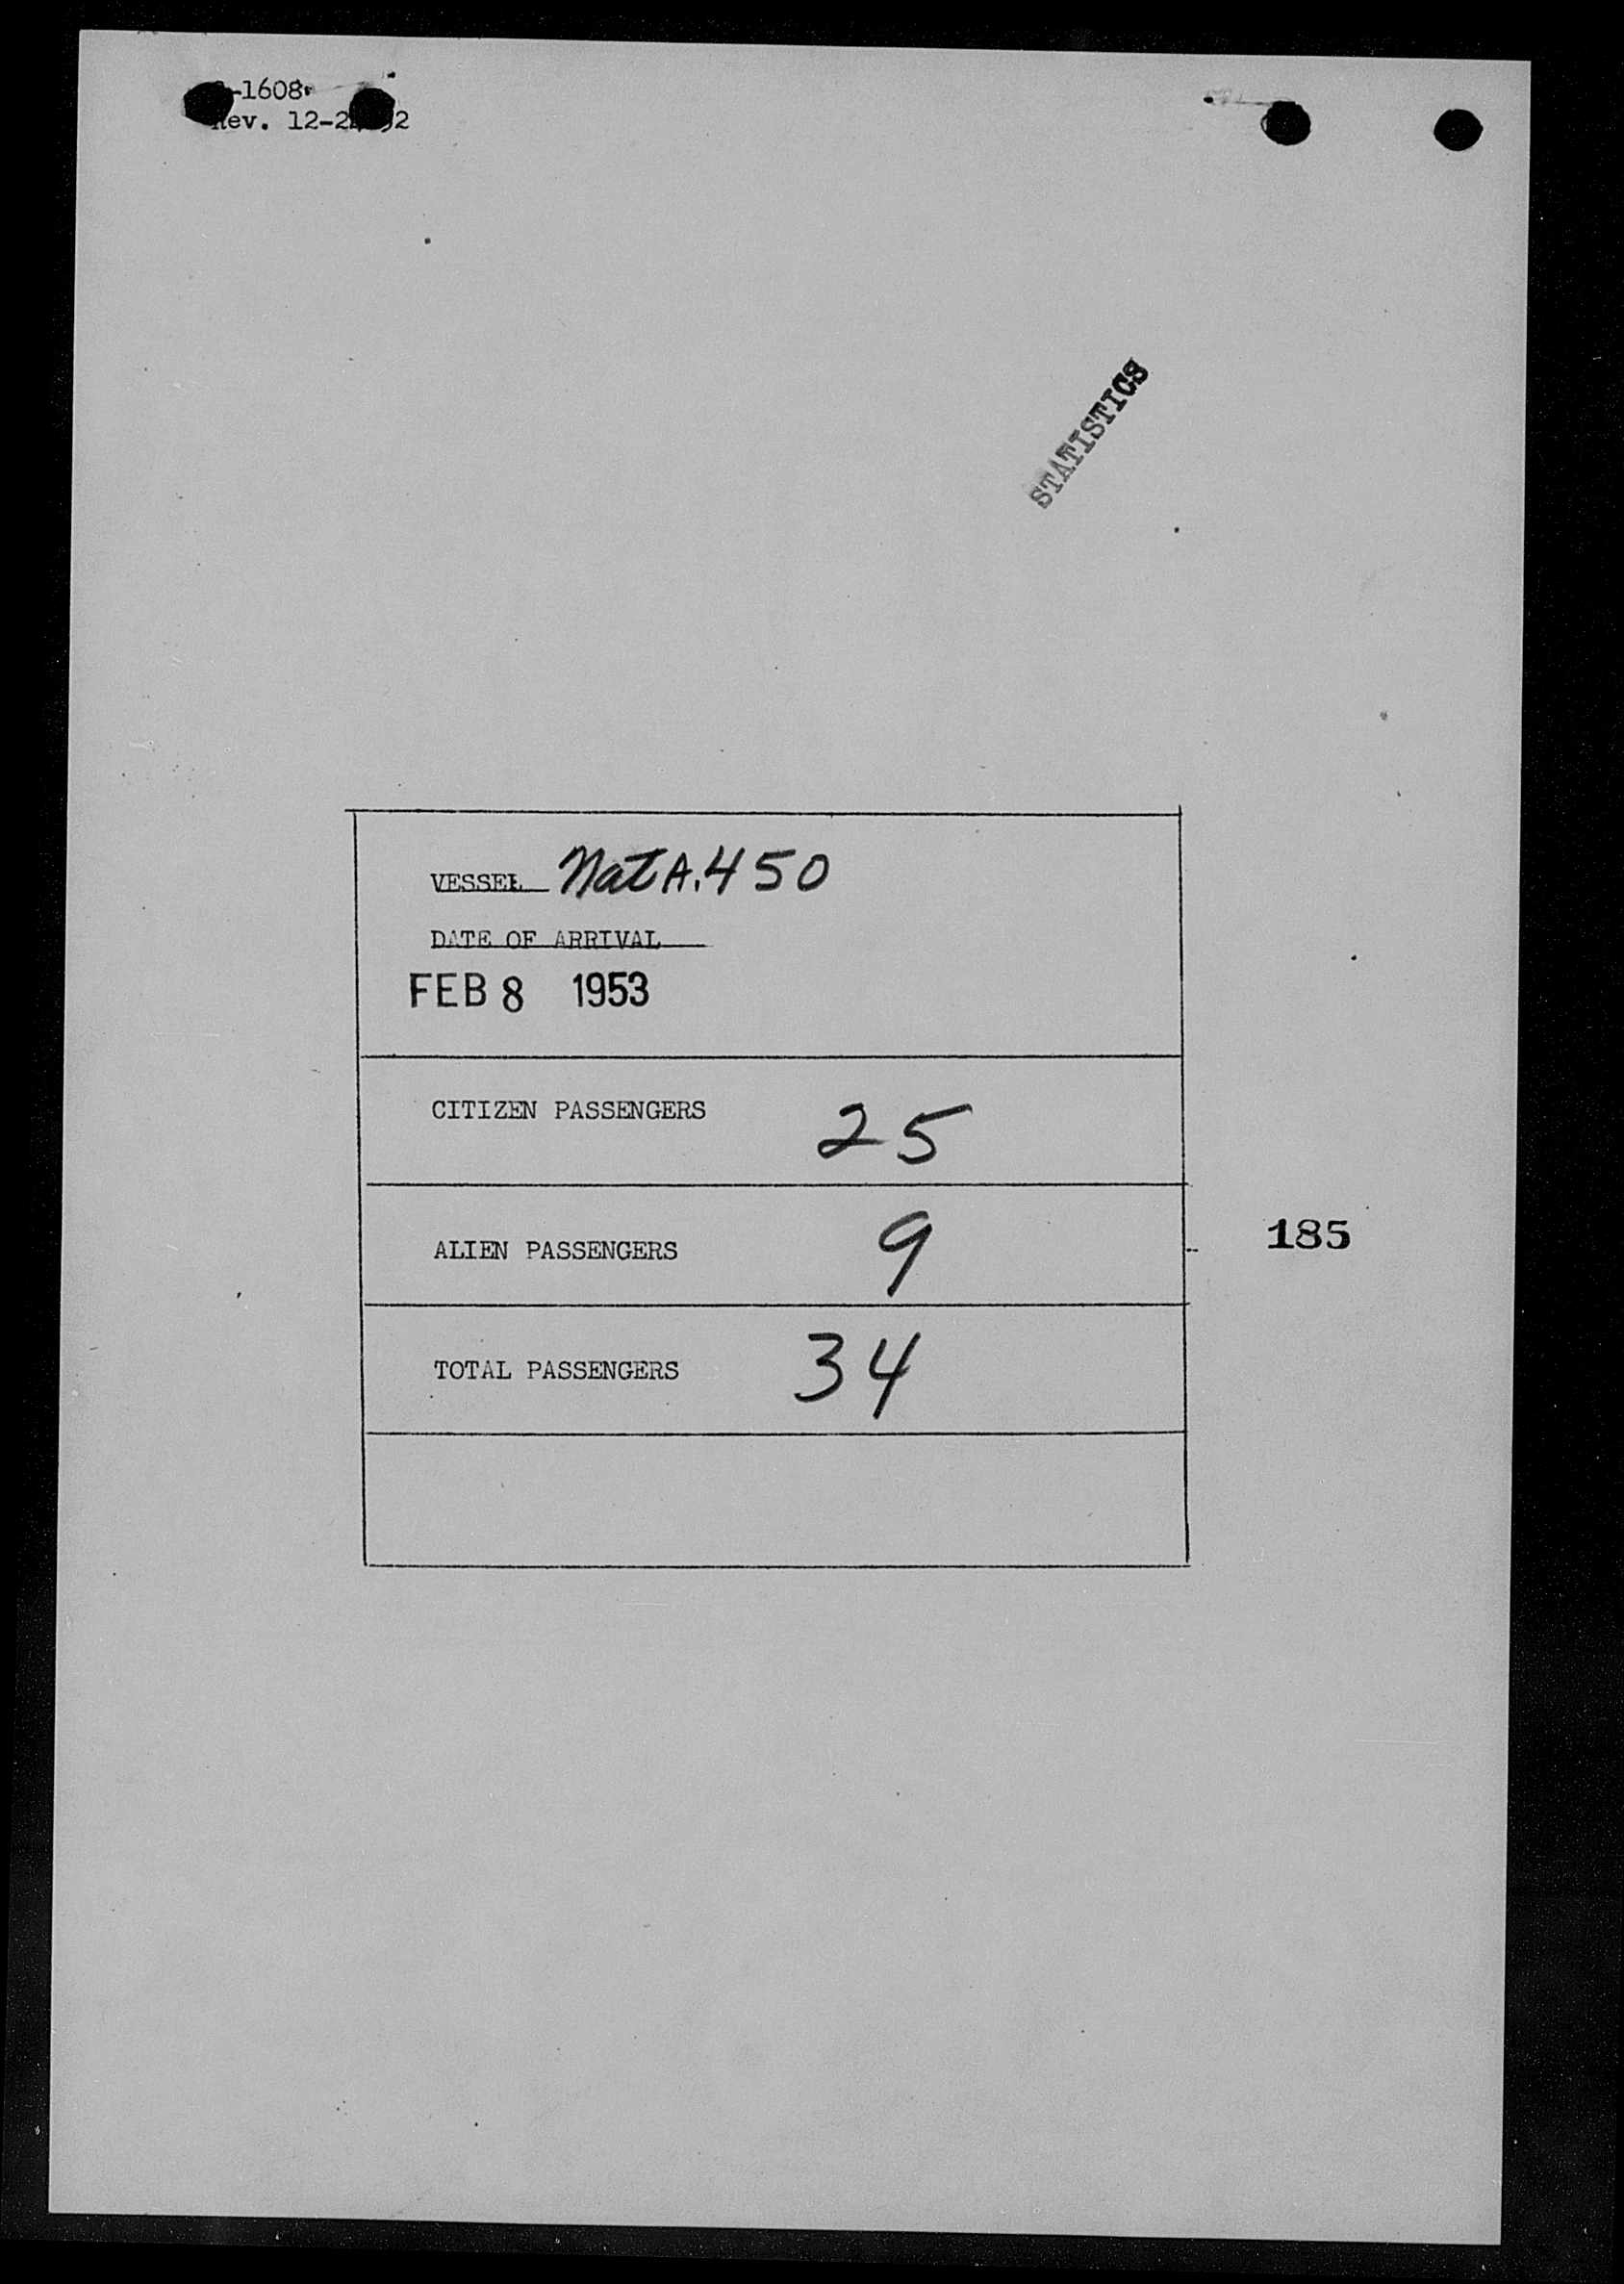 -1608
Rev. 12-2
STATISTICS
VESSEL Nat A. 450
DATE OF ARRIVAL
FEB 8 1953
CITIZEN PASSENGERS 25
ALIEN PASSENGERS 9
185
TOTAL PASSENGERS 34